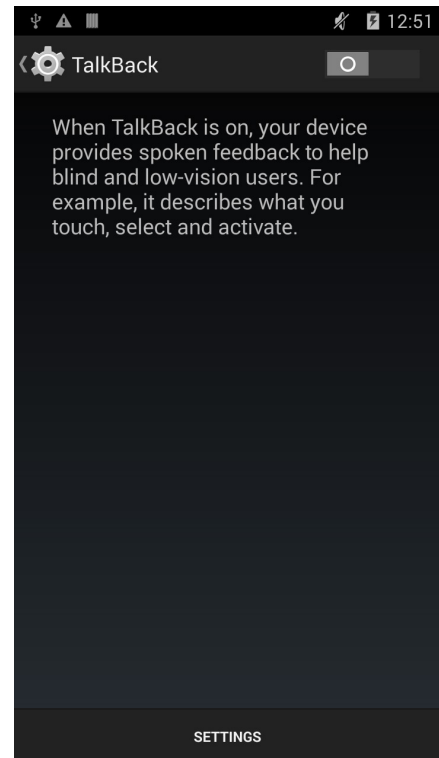 12:51
TalkBack
When TalkBack is on, your device
provides spoken feedback to help
blind and low-vision users. For
example, it describes what you
touch, select and activate.
SETTINGS